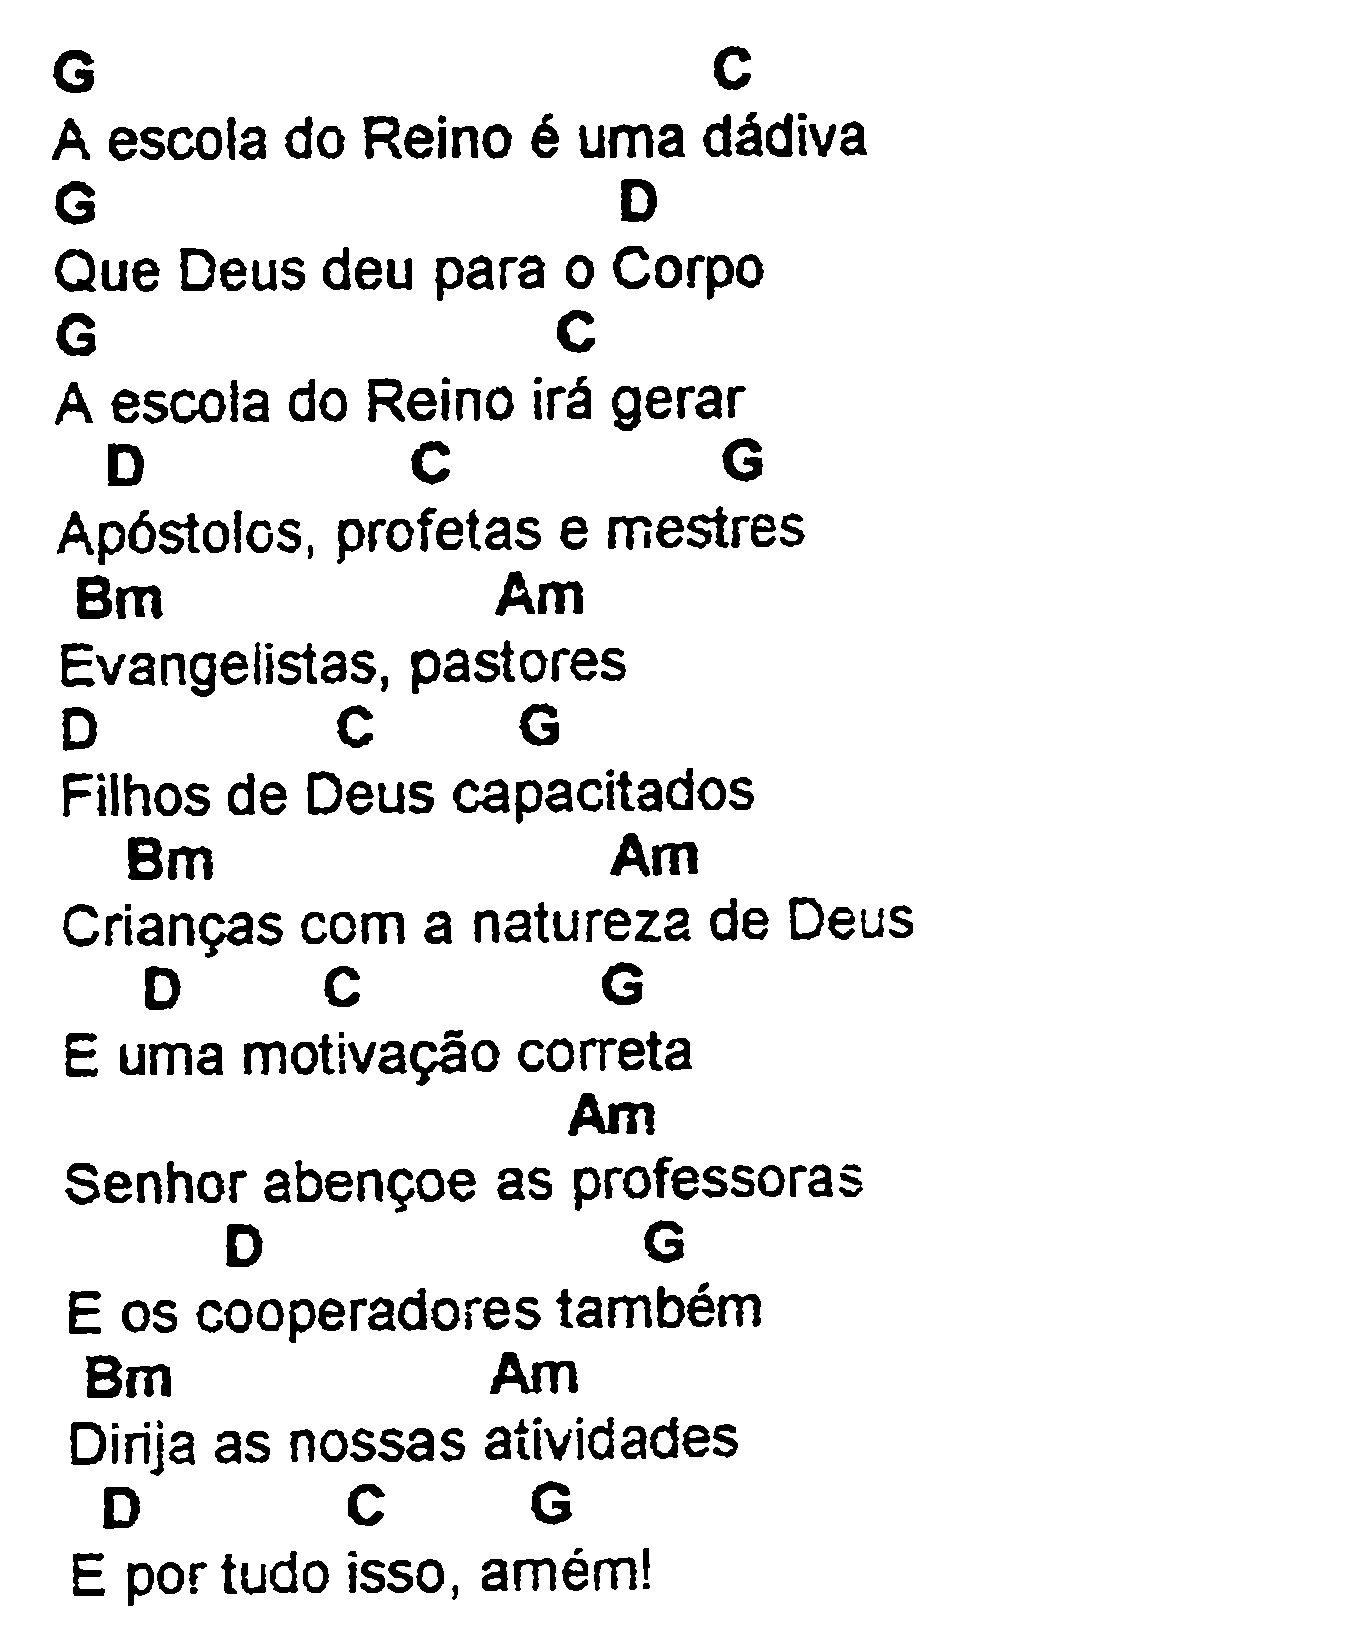 G C
A escola do Reino é uma dádiva
G D
Que Deus deu para o Corpo
G C
A escola do Reino irá gerar
D C G
Apóstolos, profetas e mestres
Bm Am
Evangelistas, pastores
D C G
Filhos de Deus capacitados
Bm Am
Crianças com a natureza de Deus
D C G
E uma motivação correta
Am
Senhor abençoe as professoras
D G
E os cooperadores também
Bm Am
Dirija as nossas atividades
D C G
E por tudo isso, amém!